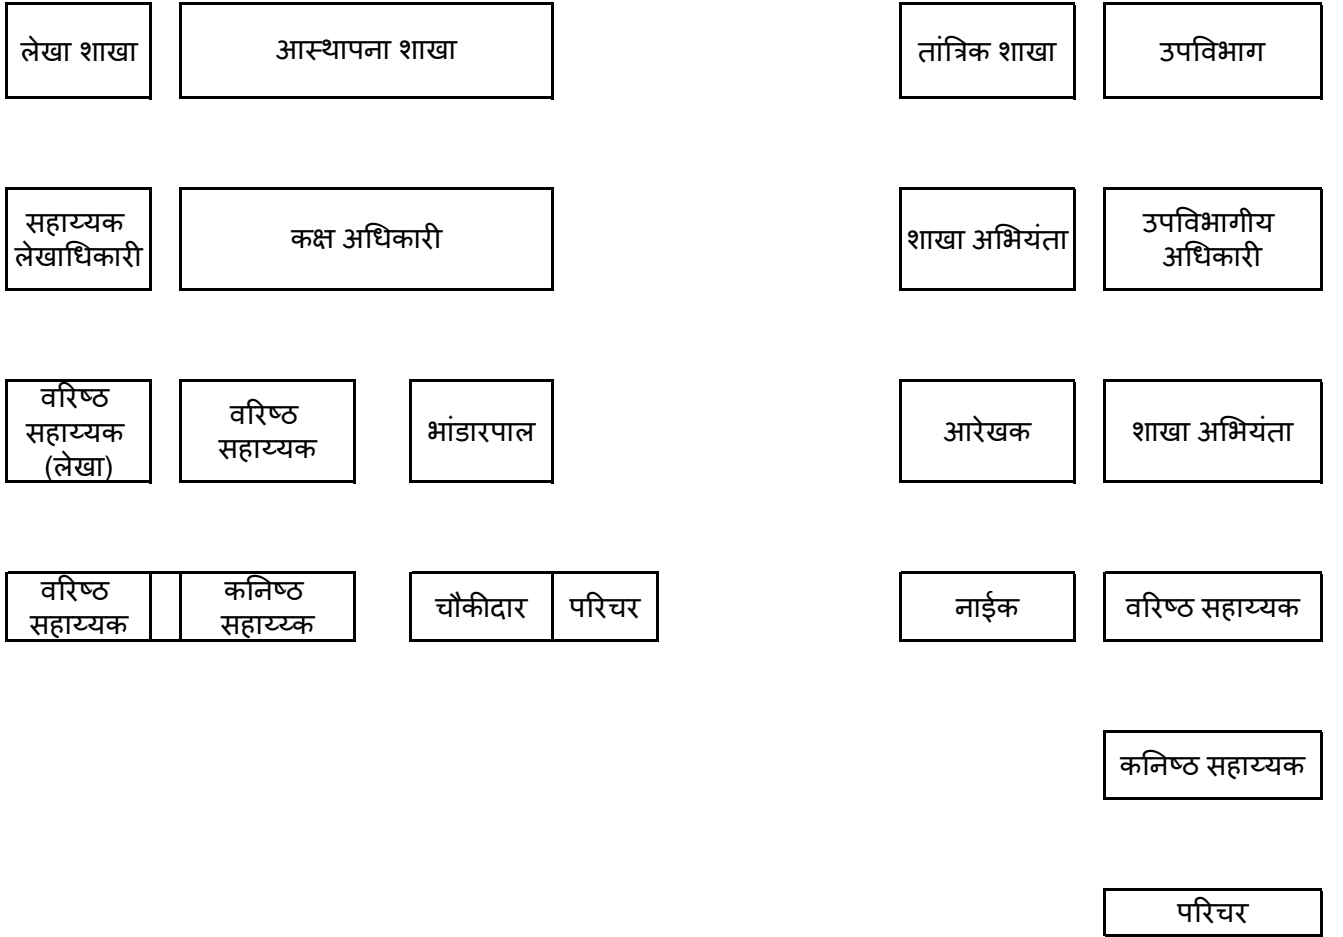 लेखा शाखा
आस्थापना शाखा
तांत्रिक शाखा
उपविभाग
सहाय्यक
लेखाधिकारी
कक्ष अधिकारी
शाखा अभियंता
उपविभागीय
अधिकारी
वरिष्ठ
सहाय्यक
(लेखा)
वरिष्ठ
सहाय्यक
भांडारपाल
आरेखक
शाखा अभियंता
वरिष्ठ
सहाय्यक
कनिष्ठ
सहाय्य्क
चौकीदार
परिचर
नाईक
वरिष्ठ सहाय्यक
कनिष्ठ सहाय्यक
परिचर